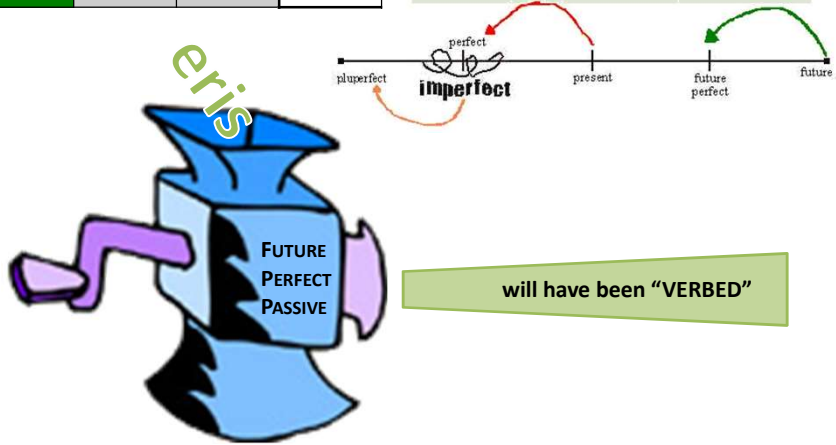 perfect
pluperfect
imperfect
present
future
perfect
future
eris
FUTURE
PERFECT
PASSIVE
will have been “VERBED”